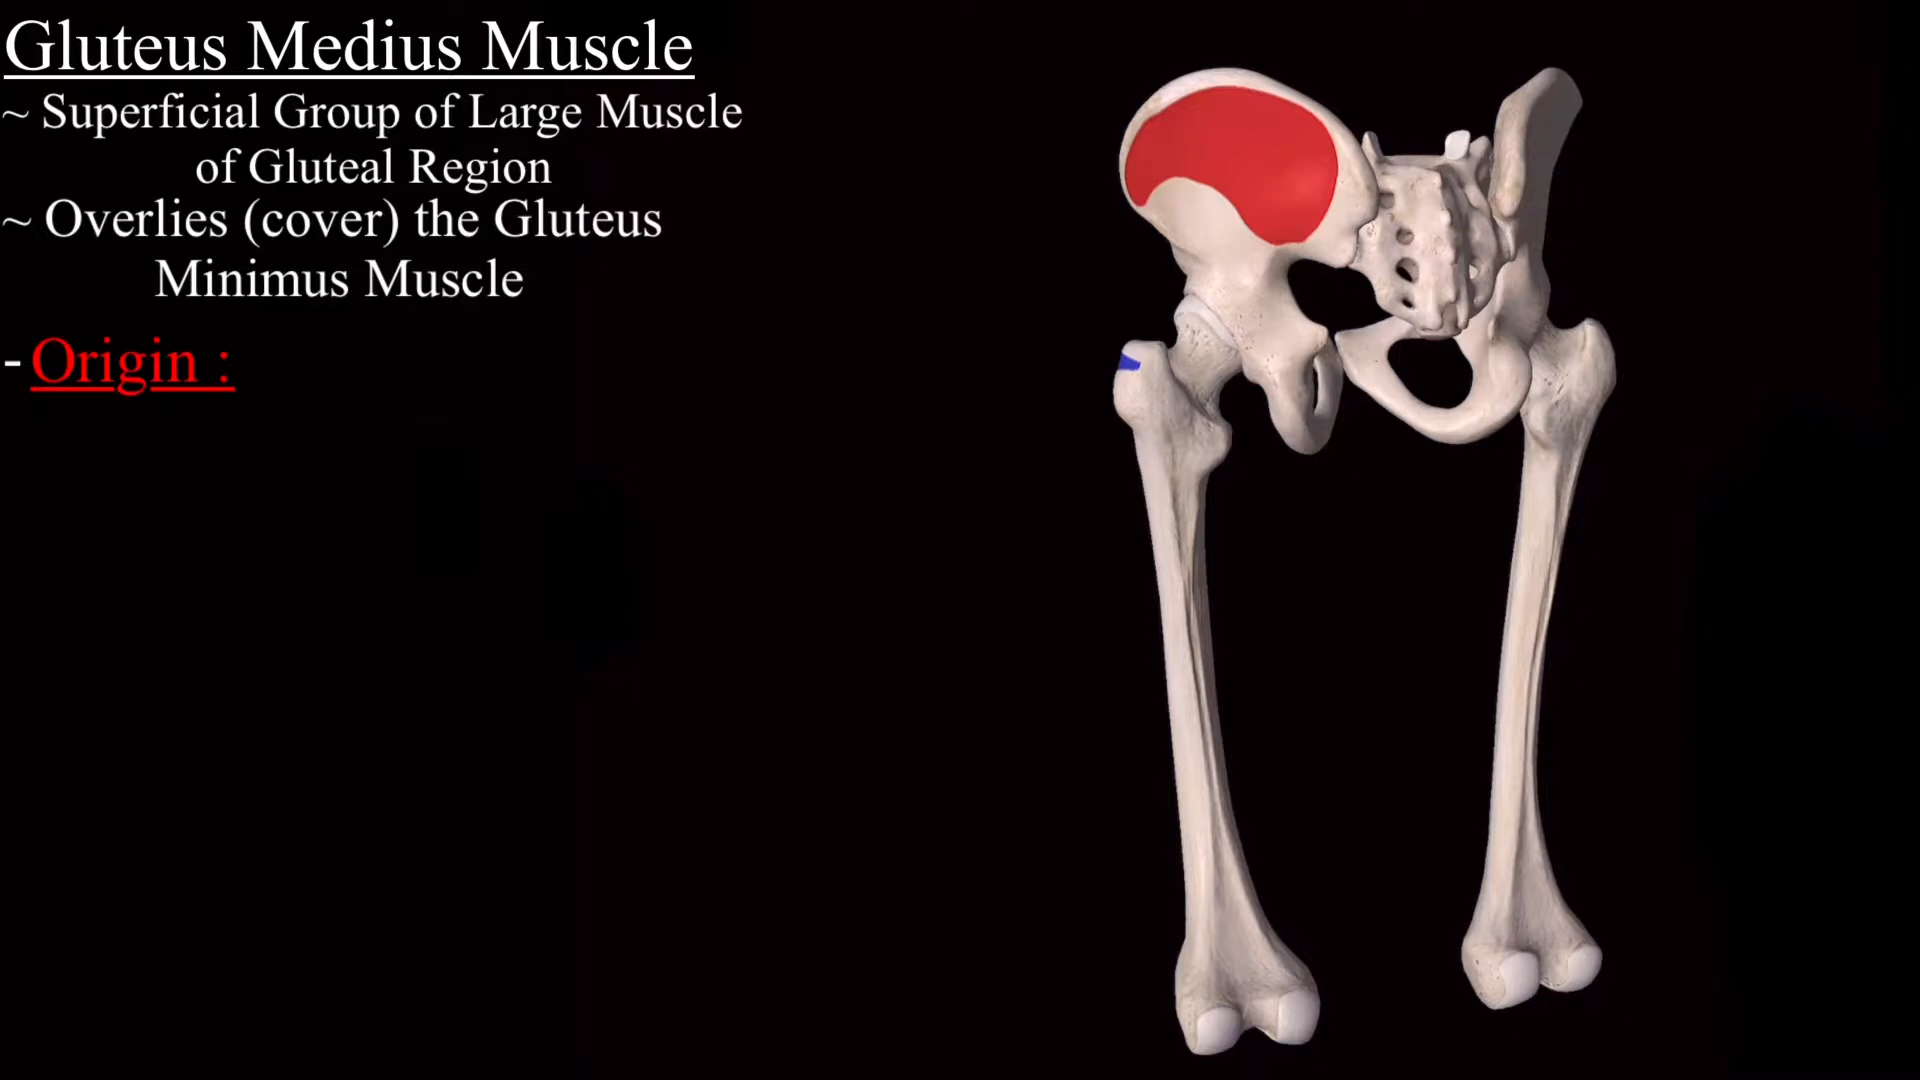 Gluteus Medius Muscle
~ Superficial Group of Large Muscle
of Gluteal Region
~ Overlies (cover) the Gluteus
Minimus Muscle
- Origin :